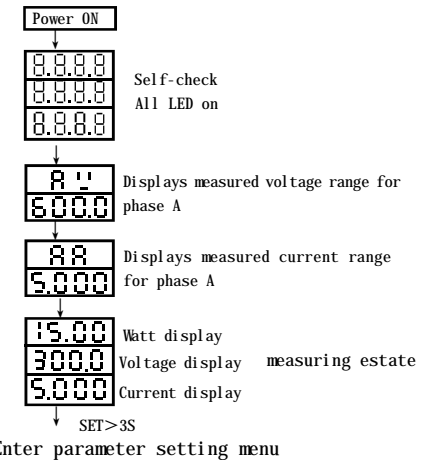 Power ON
8.8.8.8
8.8.8.8
8.8.8.8
Self-check
All LED on
A U
600.0
Displays measured voltage range for
phase A
AA
5.000
Displays measured current range
for phase A
15.00 Watt display
300.0 Voltage display measuring estate
5.000 Current display
SET>3S
Enter parameter setting menu